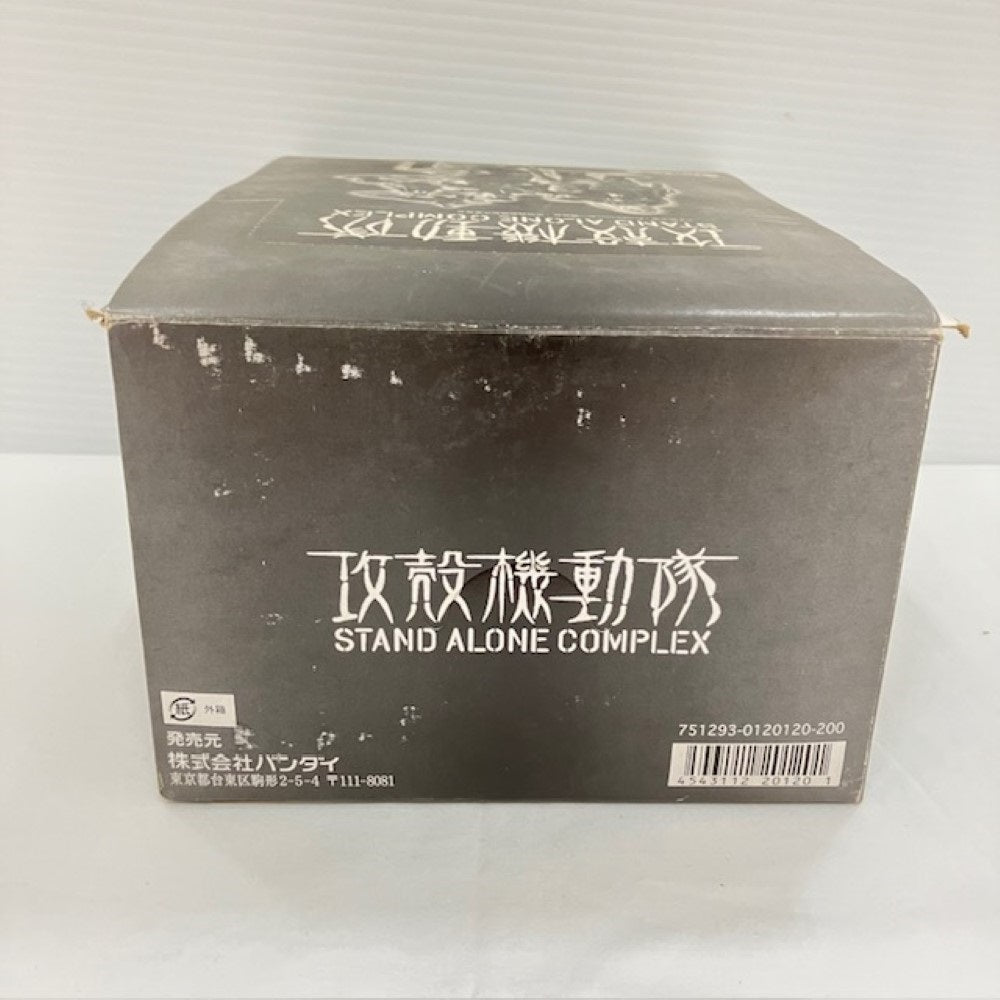 STAND ALONE COMPLEX
攻殻機動隊
攻殻機動隊
STAND ALONE COMPLEX
紙 外箱
発売元
株式会社バンダイ
東京都台東区駒形2-5-4 〒111-8081
751293-0120120-200
4543112 20120 1